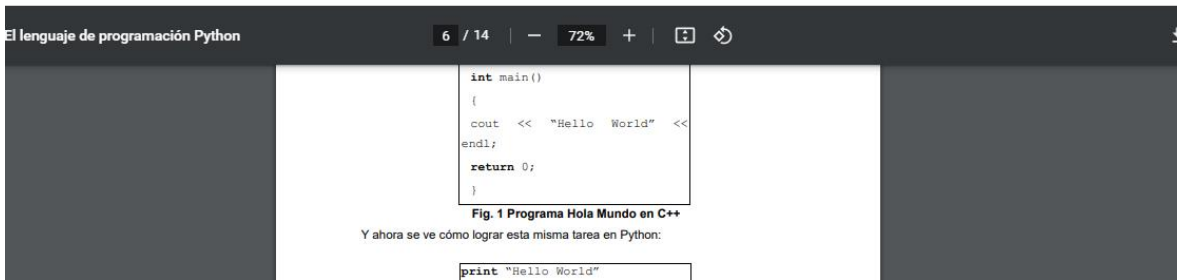 El lenguaje de programación Python
6 / 14 | − 72% + |
int main()
{
cout << “Hello World” <<
endl;
return 0;
}
Fig. 1 Programa Hola Mundo en C++
Y ahora se ve cómo lograr esta misma tarea en Python:
print “Hello World”